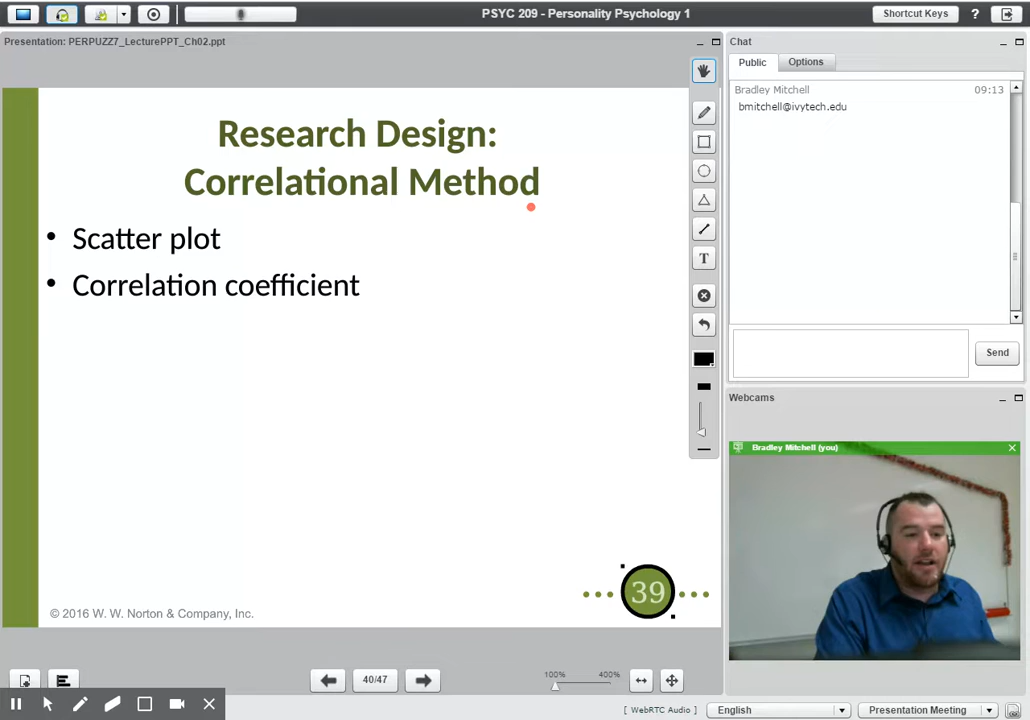 PSYC 209 - Personality Psychology 1
Shortcut Keys
?
Presentation: PERPUZZ7_LecturePPT_Ch02.ppt
Research Design:
Correlational Method
• Scatter plot
• Correlation coefficient
39
© 2016 W. W. Norton & Company, Inc.
T
40/47
100%
400%
Chat
Public
Options
Bradley Mitchell
09:13
bmitchell@ivytech.edu
Send
Webcams
Bradley Mitchell (you)
[ WebRTC Audio ]
English
Presentation Meeting